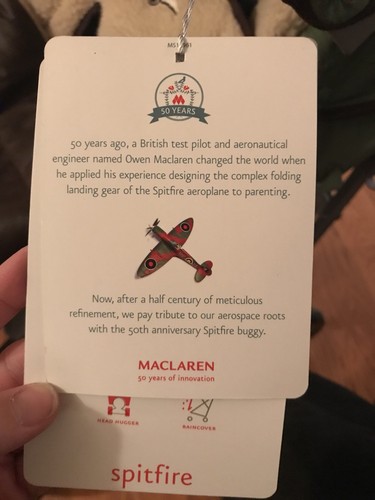 50 YEARS
50 years ago, a British test pilot and aeronautical
engineer named Owen Maclaren changed the world when
he applied his experience designing the complex folding
landing gear of the Spitfire aeroplane to parenting.
Now, after a half century of meticulous
refinement, we pay tribute to our aerospace roots
with the 50th anniversary Spitfire buggy.
MACLAREN
50 years of innovation
HEAD HUGGER
RAINCOVER
spitfire